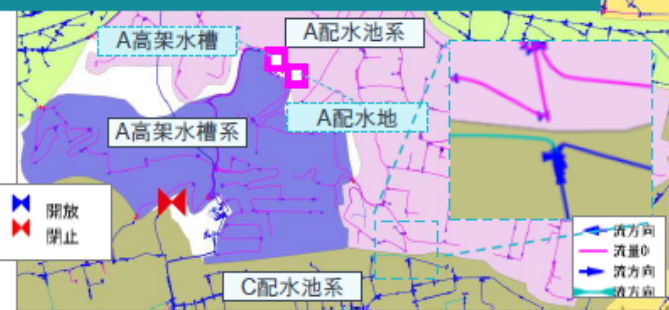 A高架水槽
A配水池系
A配水地
A高架水槽系
開放
閉止
C配水池系
流方向
流量0
流方向
流方向